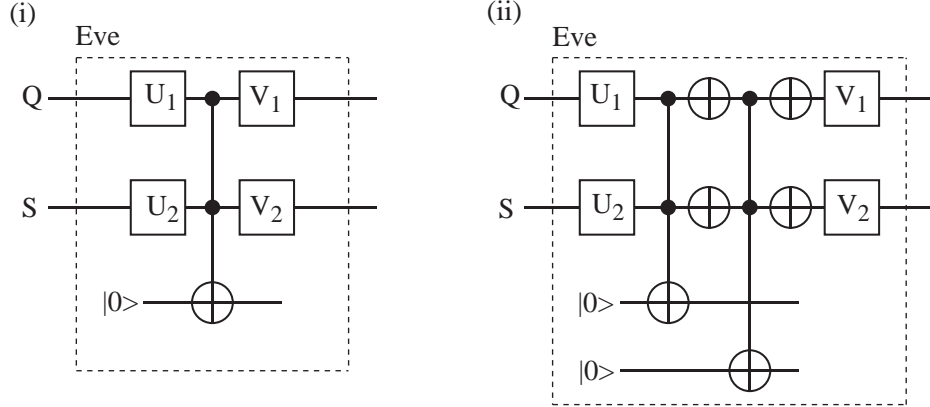 (i)
Eve
Q U₁ V₁
S U₂ V₂
|0>
(ii)
Eve
Q U₁ V₁
S U₂ V₂
|0>
|0>